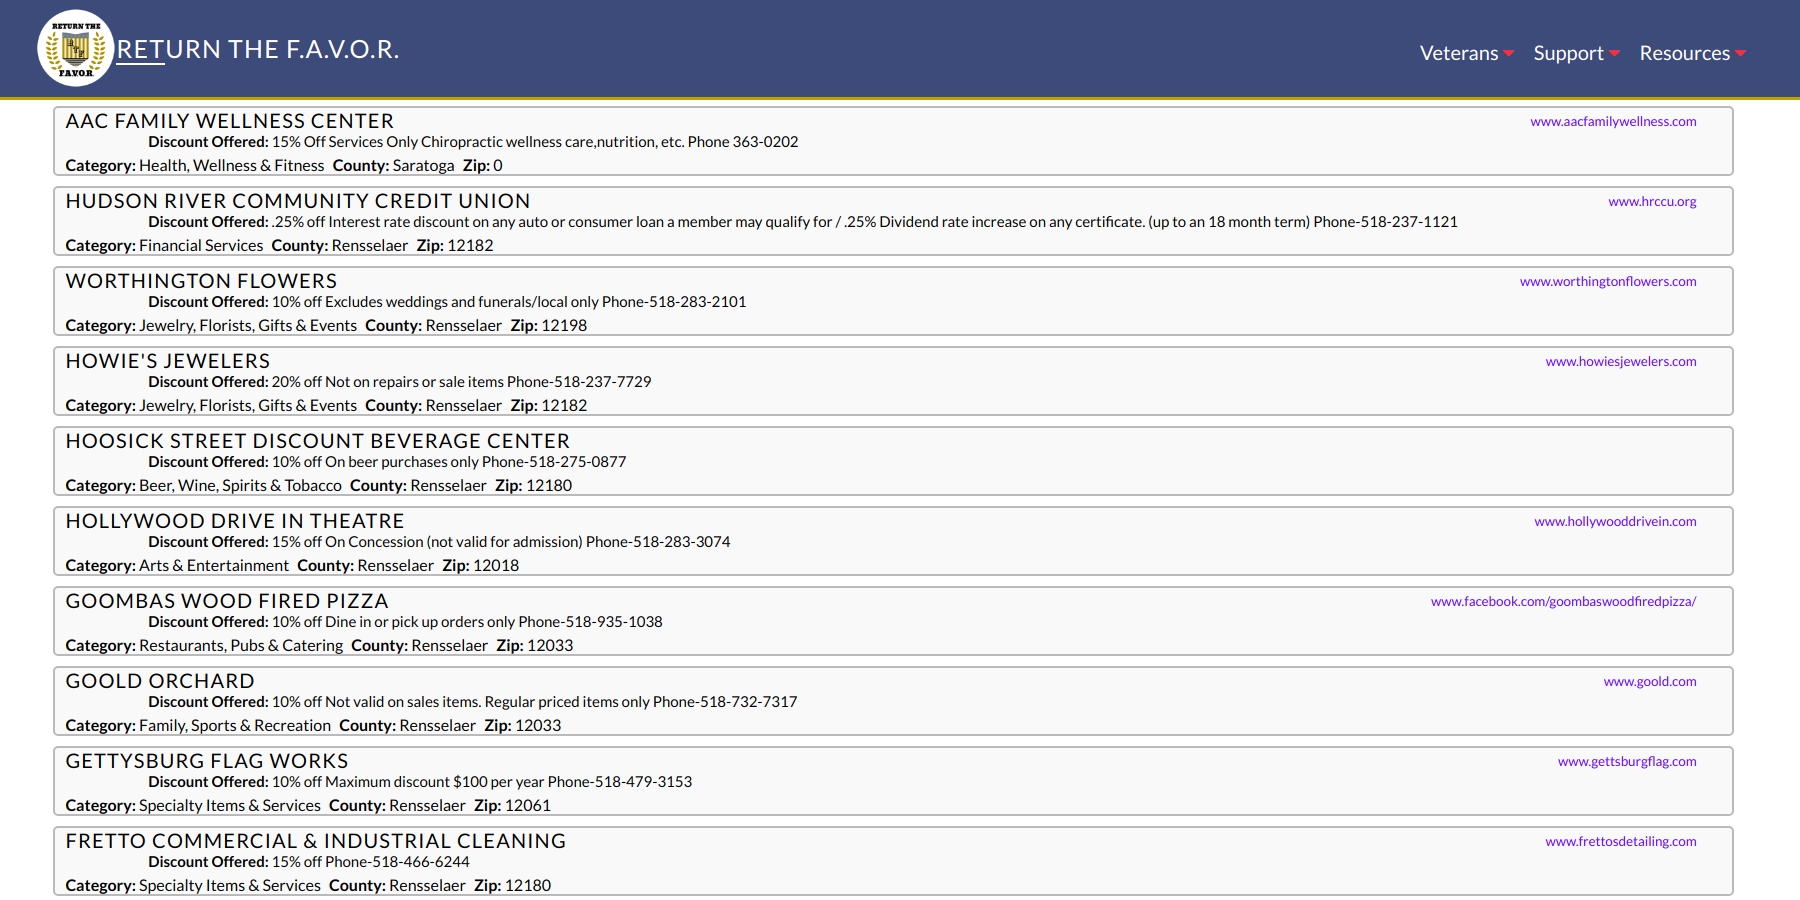 RETURN THE
F.A.V.O.R.
RETURN THE F.A.V.O.R.
Veterans Support Resources
AAC FAMILY WELLNESS CENTER www.aacfamilywellness.com
Discount Offered: 15% Off Services Only Chiropractic wellness care,nutrition, etc. Phone 363-0202
Category: Health, Wellness & Fitness County: Saratoga Zip: 0
HUDSON RIVER COMMUNITY CREDIT UNION www.hrccu.org
Discount Offered: .25% off Interest rate discount on any auto or consumer loan a member may qualify for / .25% Dividend rate increase on any certificate. (up to an 18 month term) Phone-518-237-1121
Category: Financial Services County: Rensselaer Zip: 12182
WORTHINGTON FLOWERS www.worthingtonflowers.com
Discount Offered: 10% off Excludes weddings and funerals/local only Phone-518-283-2101
Category: Jewelry, Florists, Gifts & Events County: Rensselaer Zip: 12198
HOWIE'S JEWELERS www.howiesjewelers.com
Discount Offered: 20% off Not on repairs or sale items Phone-518-237-7729
Category: Jewelry, Florists, Gifts & Events County: Rensselaer Zip: 12182
HOOSICK STREET DISCOUNT BEVERAGE CENTER
Discount Offered: 10% off On beer purchases only Phone-518-275-0877
Category: Beer, Wine, Spirits & Tobacco County: Rensselaer Zip: 12180
HOLLYWOOD DRIVE IN THEATRE www.hollywooddrivein.com
Discount Offered: 15% off On Concession (not valid for admission) Phone-518-283-3074
Category: Arts & Entertainment County: Rensselaer Zip: 12018
GOOMBAS WOOD FIRED PIZZA www.facebook.com/goombaswoodfiredpizza/
Discount Offered: 10% off Dine in or pick up orders only Phone-518-935-1038
Category: Restaurants, Pubs & Catering County: Rensselaer Zip: 12033
GOOLD ORCHARD www.goold.com
Discount Offered: 10% off Not valid on sales items. Regular priced items only Phone-518-732-7317
Category: Family, Sports & Recreation County: Rensselaer Zip: 12033
GETTYSBURG FLAG WORKS www.gettsburgflag.com
Discount Offered: 10% off Maximum discount $100 per year Phone-518-479-3153
Category: Specialty Items & Services County: Rensselaer Zip: 12061
FRETTO COMMERCIAL & INDUSTRIAL CLEANING www.frettosdetailing.com
Discount Offered: 15% off Phone-518-466-6244
Category: Specialty Items & Services County: Rensselaer Zip: 12180